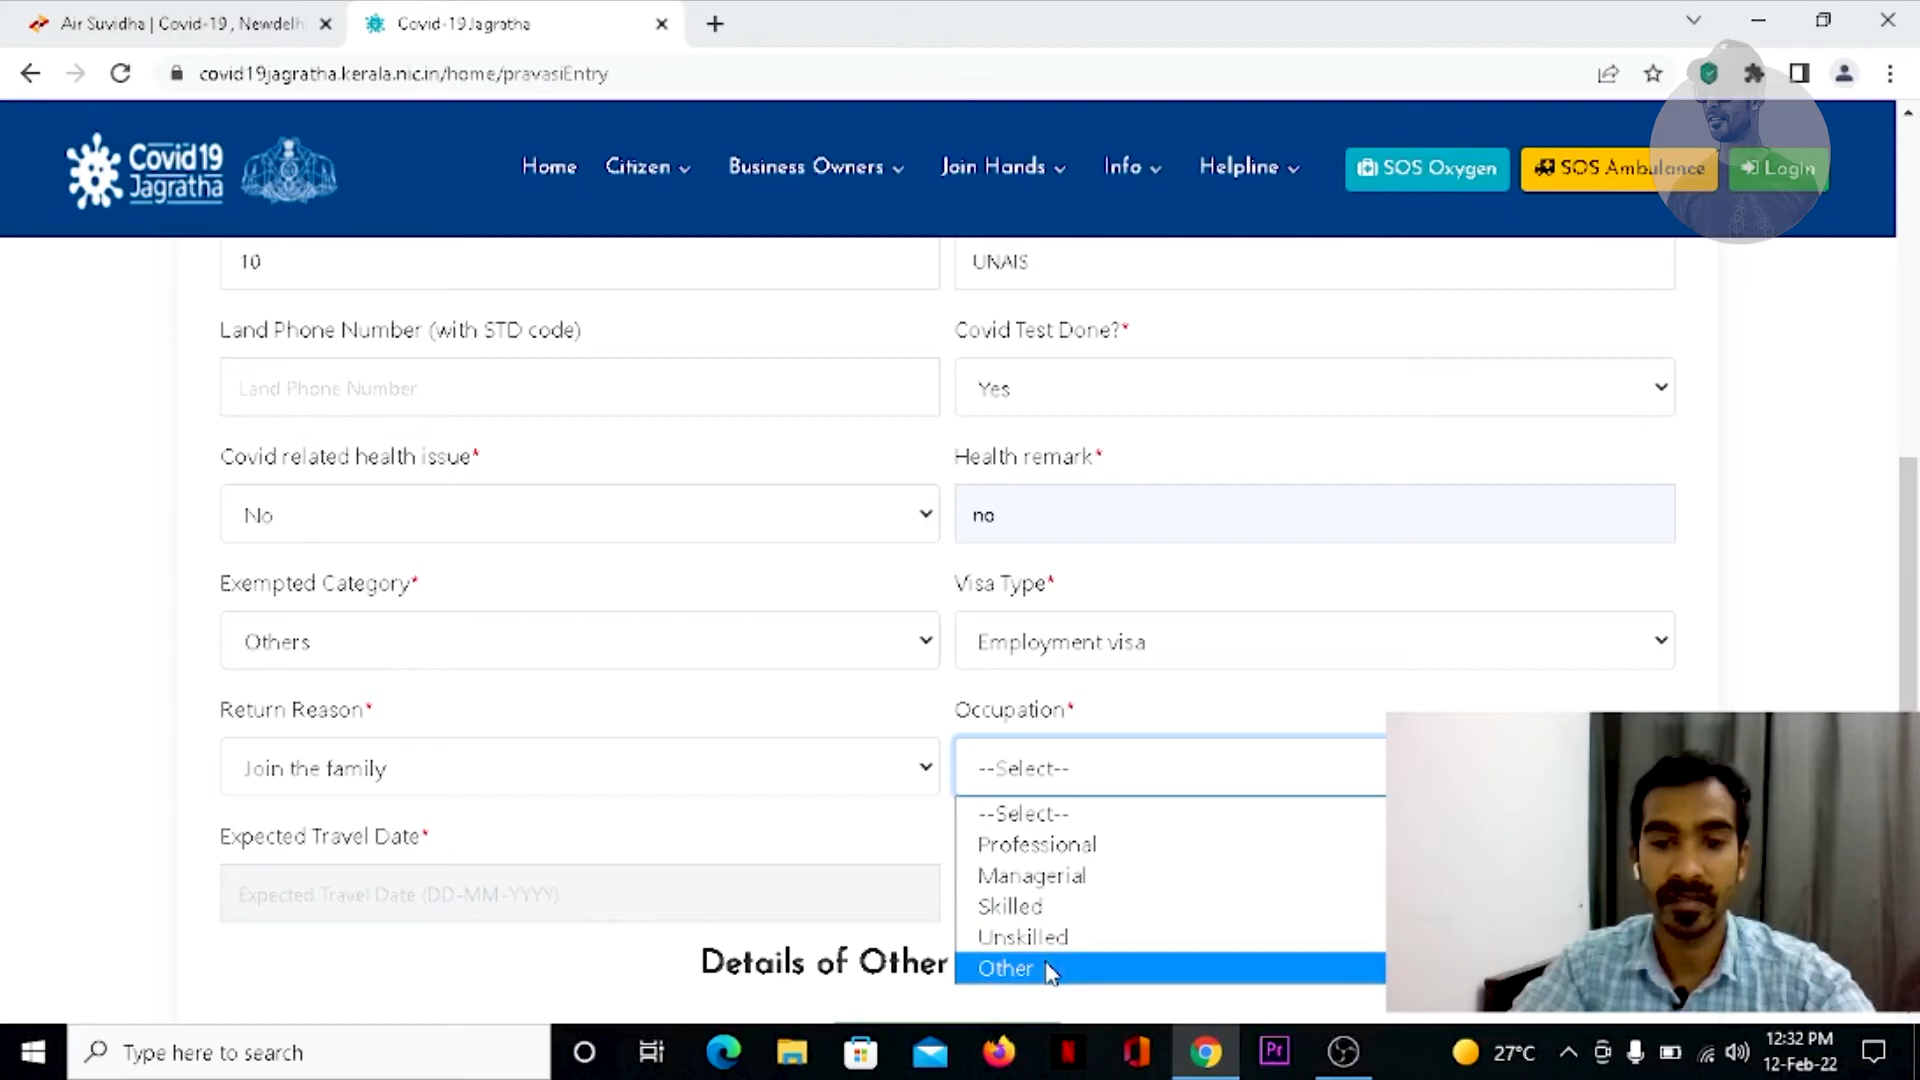 Air Suvidha | Covid-19 , Newdelhi
Covid-19 Jagratha
covid19jagratha.kerala.nic.in/home/pravasiEntry
Covid19 Jagratha
Home
Citizen
Business Owners
Join Hands
Info
Helpline
SOS Oxygen
SOS Ambulance
Login
10
UNAIS
Land Phone Number (with STD code)
Covid Test Done?*
Land Phone Number
Yes
Covid related health issue*
Health remark*
No
no
Exempted Category*
Visa Type*
Others
Employment visa
Return Reason*
Occupation*
Join the family
--Select--
--Select--
Expected Travel Date*
Professional
Managerial
Expected Travel Date (DD-MM-YYYY)
Skilled
Unskilled
Details of Other
Other
Type here to search
Pr
27°C
12:32 PM
12-Feb-22